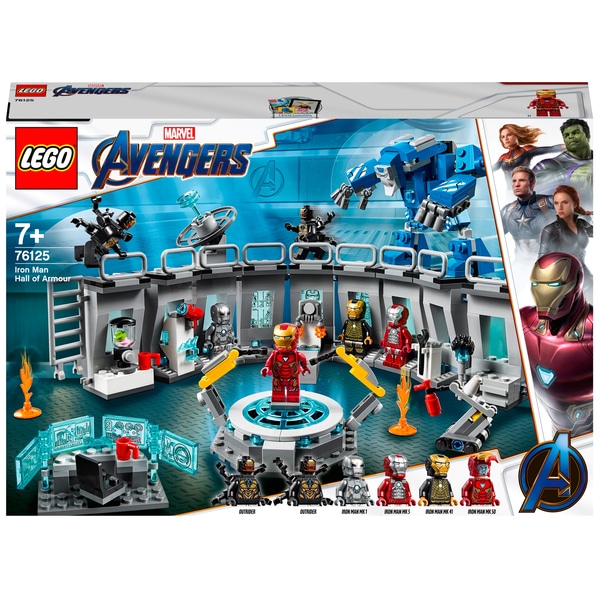 LEGO
MARVEL
AVENGERS
76125
LEGO
MARVEL
AVENGERS
7+
76125
Iron Man
Hall of Armour
OUTRIDER
OUTRIDER
IRON MAN MK 1
IRON MAN MK 5
IRON MAN MK 41
IRON MAN MK 50